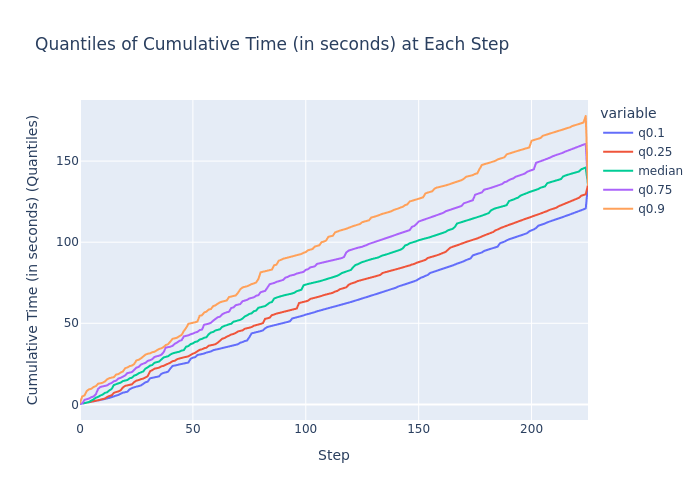 Quantiles of Cumulative Time (in seconds) at Each Step
Cumulative Time (in seconds) (Quantiles)
150
100
50
0
0
50
100
150
200
Step
variable
q0.1
q0.25
median
q0.75
q0.9